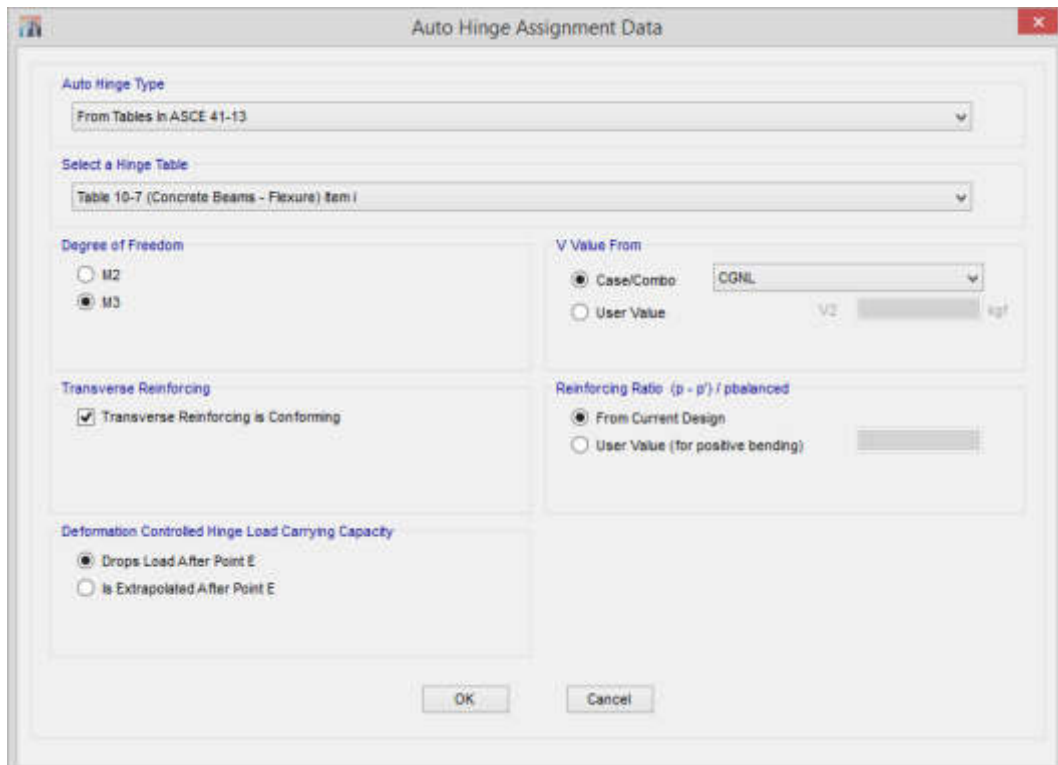 Auto Hinge Assignment Data
Auto Hinge Type
From Tables In ASCE 41-13
Select a Hinge Table
Table 10-7 (Concrete Beams - Flexure) Item i
Degree of Freedom
M2
M3
V Value From
Case/Combo CGNL
User Value V2 kgf
Transverse Reinforcing
Transverse Reinforcing is Conforming
Reinforcing Ratio (p - p') / pbalanced
From Current Design
User Value (for positive bending)
Deformation Controlled Hinge Load Carrying Capacity
Drops Load After Point E
Is Extrapolated After Point E
OK Cancel